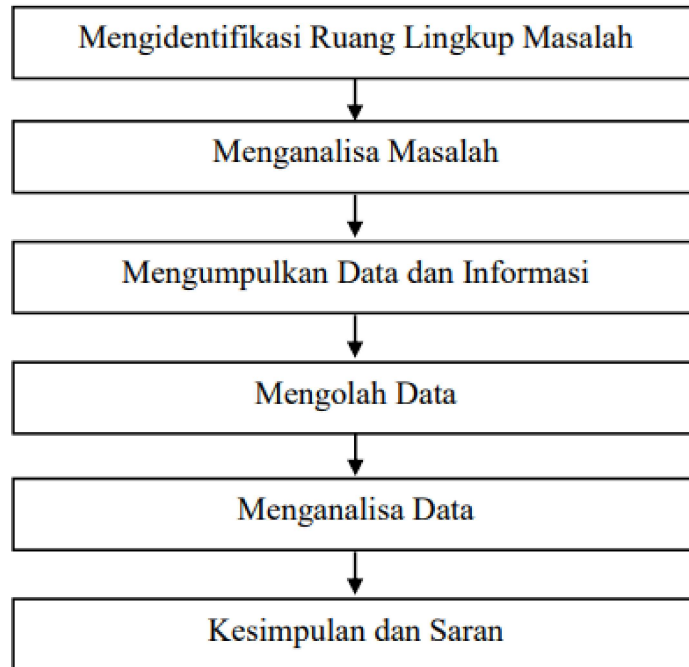 Mengidentifikasi Ruang Lingkup Masalah
Menganalisa Masalah
Mengumpulkan Data dan Informasi
Mengolah Data
Menganalisa Data
Kesimpulan dan Saran